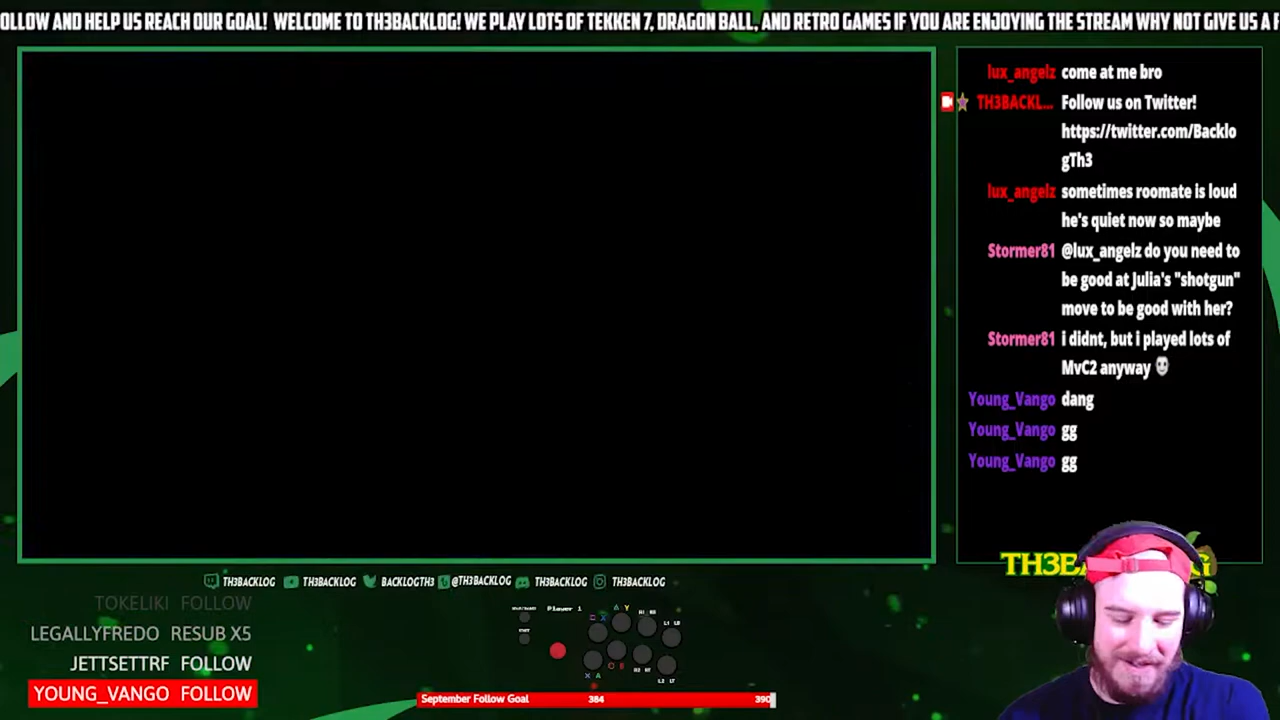 OLLOW AND HELP US REACH OUR GOAL! WELCOME TO TH3BACKLOG! WE PLAY LOTS OF TEKKEN 7, DRAGON BALL, AND RETRO GAMES IF YOU ARE ENJOYING THE STREAM WHY NOT GIVE US A F
lux_angelz come at me bro
TH3BACKL... Follow us on Twitter!
https://twitter.com/Backlo
gTh3
lux_angelz sometimes roomate is loud
he's quiet now so maybe
Stormer81 @lux_angelz do you need to
be good at Julia's "shotgun"
move to be good with her?
Stormer81 i didnt, but i played lots of
MvC2 anyway
Young_Vango dang
Young_Vango gg
Young_Vango gg
TH3BACKLOG TH3BACKLOG BACKLOGTH3 @TH3BACKLOG TH3BACKLOG TH3BACKLOG
TOKELIKI FOLLOW
LEGALLYFREDO RESUB X5
JETTSETTRF FOLLOW
YOUNG_VANGO FOLLOW
Player 1
September Follow Goal 384 390